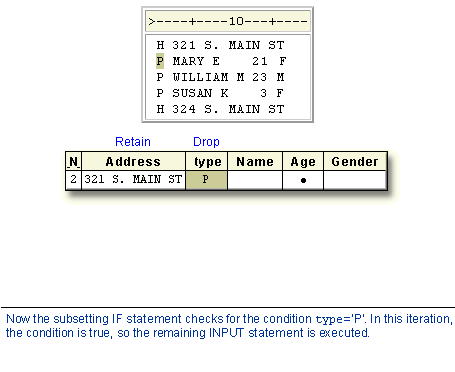 >----+----10---+----
H 321 S. MAIN ST
P MARY E    21 F
P WILLIAM M 23 M
P SUSAN K    3 F
H 324 S. MAIN ST
Retain Drop
_N_ Address type Name Age Gender
2 321 S. MAIN ST P •
Now the subsetting IF statement checks for the condition type='P'. In this iteration,
the condition is true, so the remaining INPUT statement is executed.